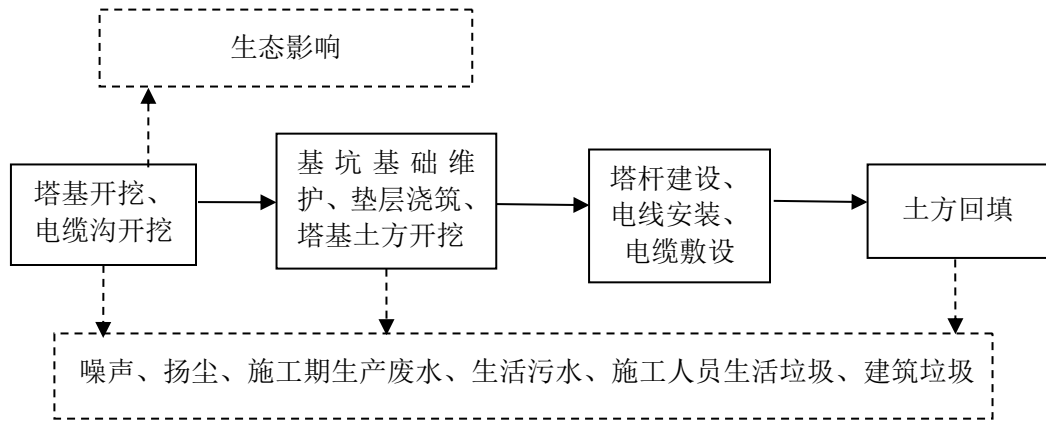 生态影响
塔基开挖、
电缆沟开挖
基坑基础维
护、垫层浇筑、
塔基土方开挖
塔杆建设、
电线安装、
电缆敷设
土方回填
噪声、扬尘、施工期生产废水、生活污水、施工人员生活垃圾、建筑垃圾